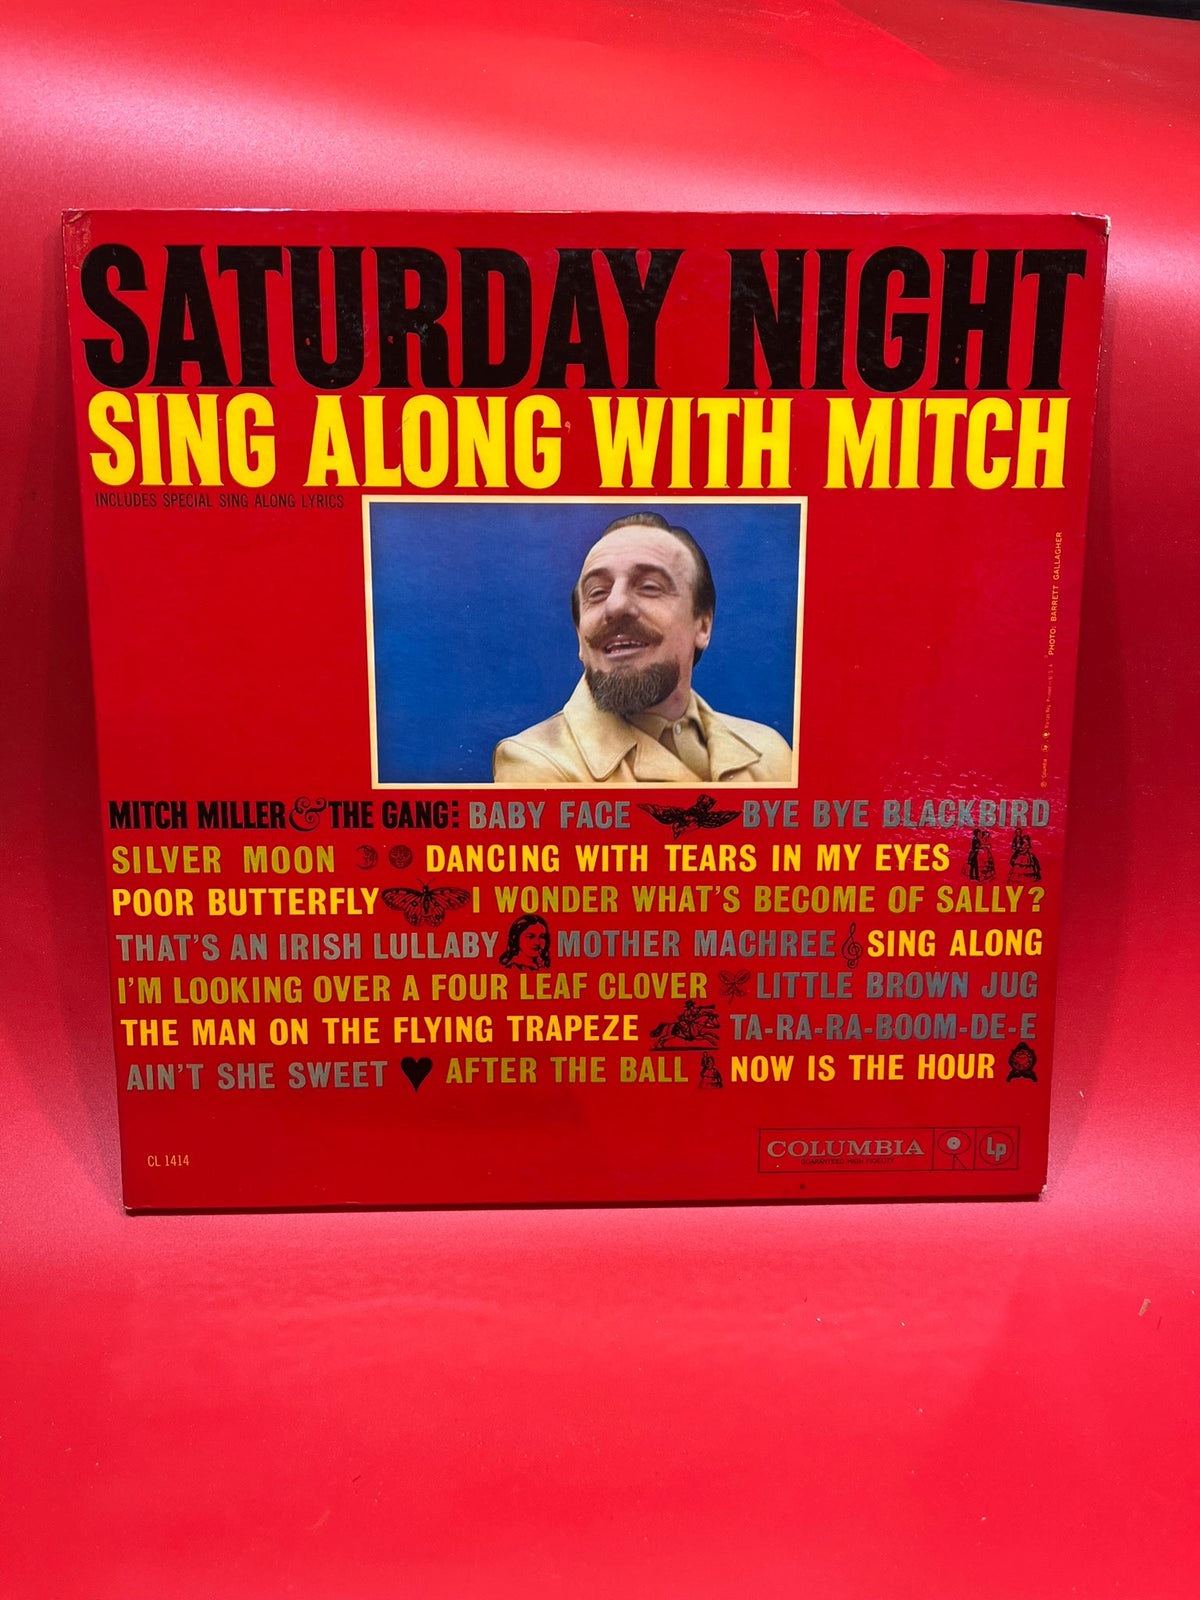 SATURDAY NIGHT
SING ALONG WITH MITCH
INCLUDES SPECIAL SING ALONG LYRICS
PHOTO: BARRETT GALLAGHER
MITCH MILLER & THE GANG: BABY FACE BYE BYE BLACKBIRD
SILVER MOON DANCING WITH TEARS IN MY EYES
POOR BUTTERFLY I WONDER WHAT'S BECOME OF SALLY?
THAT'S AN IRISH LULLABY MOTHER MACHREE SING ALONG
I'M LOOKING OVER A FOUR LEAF CLOVER LITTLE BROWN JUG
THE MAN ON THE FLYING TRAPEZE TA-RA-RA-BOOM-DE-E
AIN'T SHE SWEET AFTER THE BALL NOW IS THE HOUR
CL 1414
COLUMBIA Lp
GUARANTEED HIGH FIDELITY